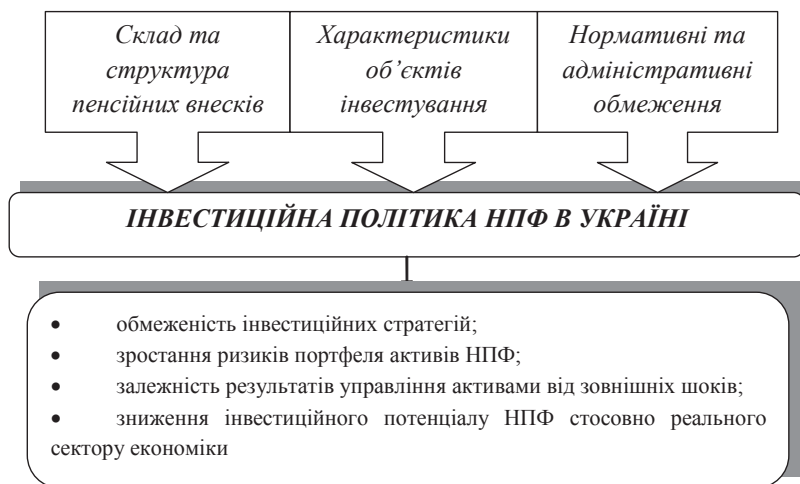 Склад та
структура
пенсійних внесків
Характеристики
об’єктів
інвестування
Нормативні та
адміністративні
обмеження
ІНВЕСТИЦІЙНА ПОЛІТИКА НПФ В УКРАЇНІ
• обмеженість інвестиційних стратегій;
• зростання ризиків портфеля активів НПФ;
• залежність результатів управління активами від зовнішніх шоків;
• зниження інвестиційного потенціалу НПФ стосовно реального
сектору економіки